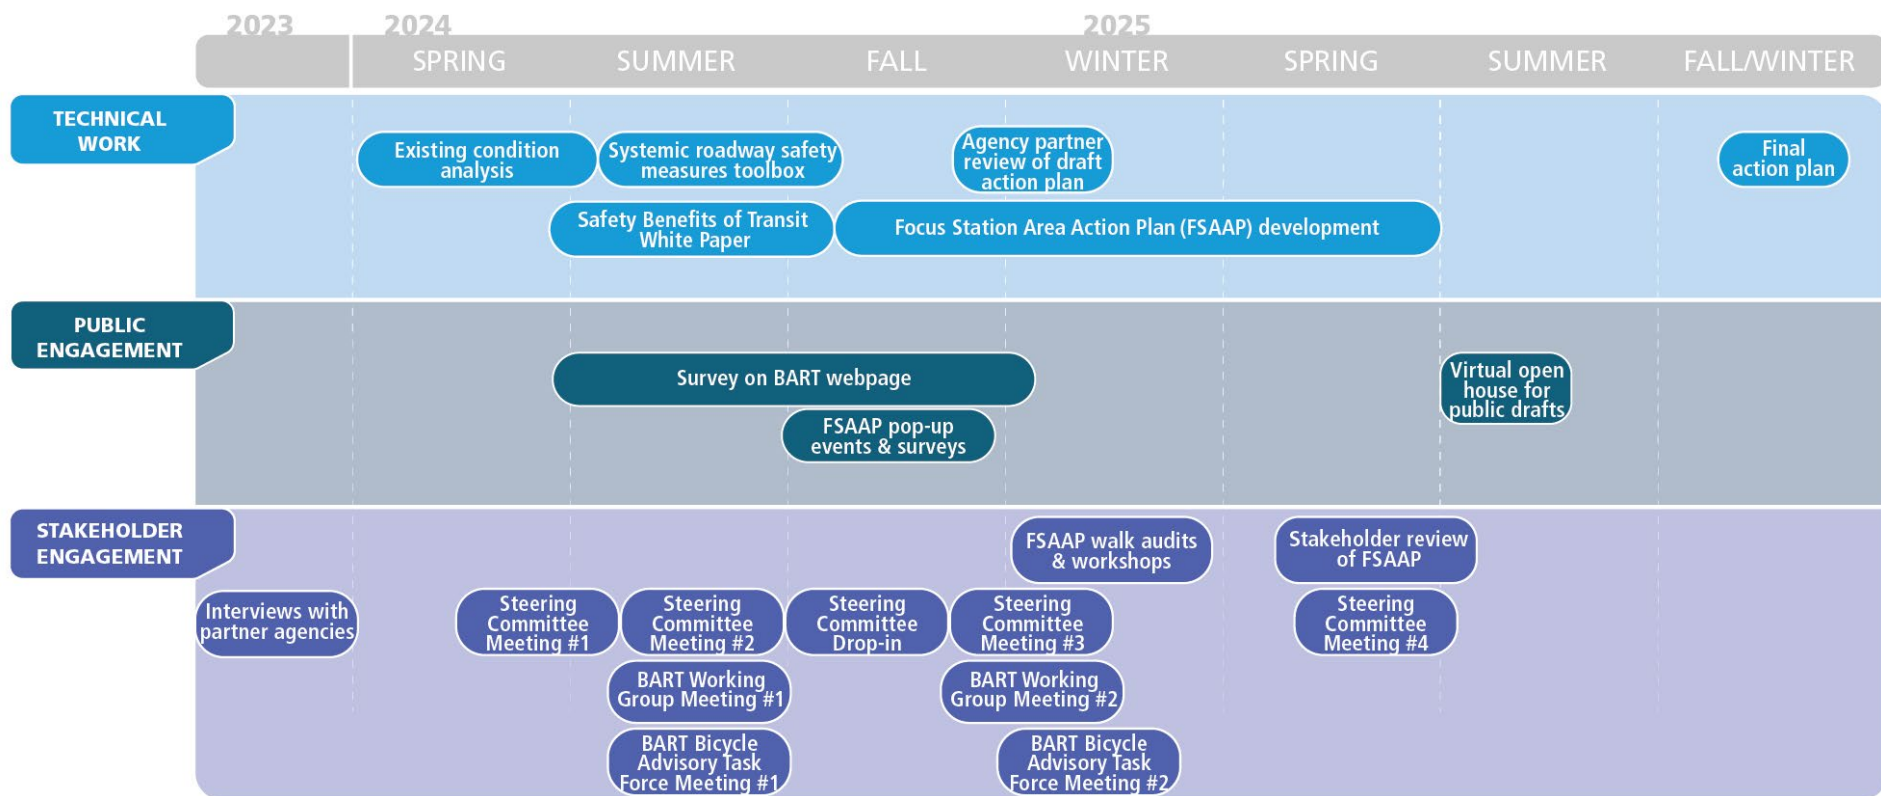 2023
2024
2025
SPRING
SUMMER
FALL
WINTER
SPRING
SUMMER
FALL/WINTER
TECHNICAL
WORK
Existing condition
analysis
Systemic roadway safety
measures toolbox
Agency partner
review of draft
action plan
Final
action plan
Safety Benefits of Transit
White Paper
Focus Station Area Action Plan (FSAAP) development
PUBLIC
ENGAGEMENT
Survey on BART webpage
Virtual open
house for
public drafts
FSAAP pop-up
events & surveys
STAKEHOLDER
ENGAGEMENT
FSAAP walk audits
& workshops
Stakeholder review
of FSAAP
Interviews with
partner agencies
Steering
Committee
Meeting #1
Steering
Committee
Meeting #2
Steering
Committee
Drop-in
Steering
Committee
Meeting #3
Steering
Committee
Meeting #4
BART Working
Group Meeting #1
BART Working
Group Meeting #2
BART Bicycle
Advisory Task
Force Meeting #1
BART Bicycle
Advisory Task
Force Meeting #2